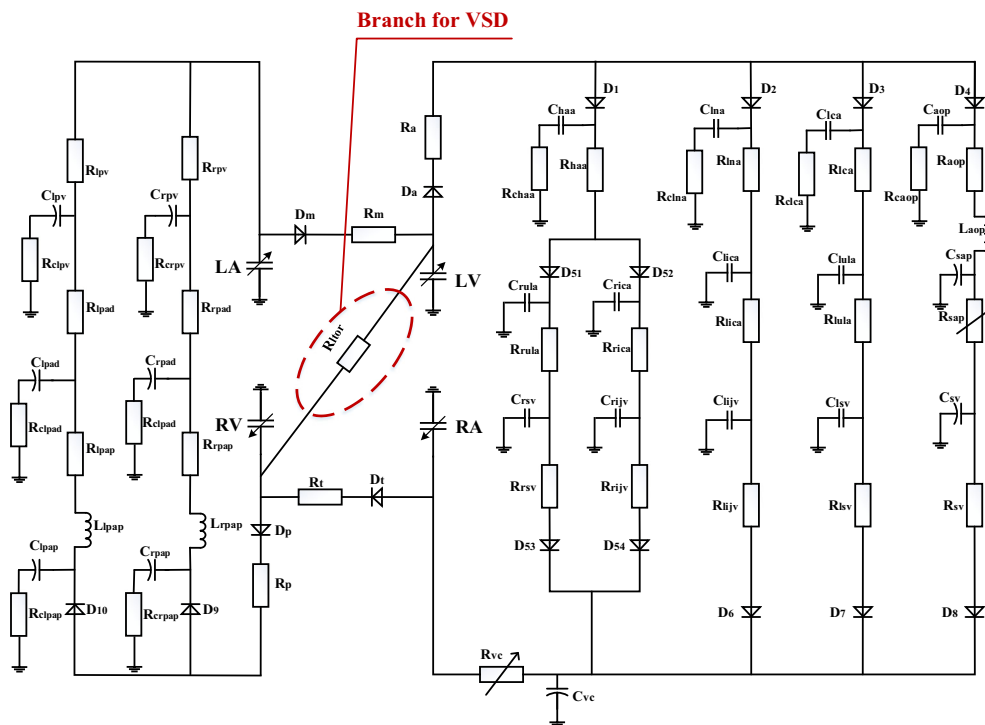 Branch for VSD
D1
D2
D3
D4
Chaa
Clna
Clca
Caop
Ra
Rlpv
Rrpv
Rhaa
Rlna
Rlca
Raop
Rchaa
Rclna
Rclca
Rcaop
Clpv
Crpv
Da
Dm
Rm
Laop
Rclpv
Rcrpv
LA
LV
D51
D52
Crula
Crica
Clica
Clula
Csap
Rlpad
Rrpad
Rltor
Rrula
Rrica
Rlica
Rlula
Rsap
Clpad
Crpad
Rclpad
Rclpad
RV
RA
Crsv
Crijv
Clijv
Clsv
Csv
Rlpap
Rrpap
Rt
Dt
Rrsv
Rrijv
Rlijv
Rlsv
Rsv
Llpap
Lrpap
Dp
D53
D54
Clpap
Crpap
Rp
Rclpap
D10
Rcrpap
D9
D6
D7
D8
Rvc
Cvc